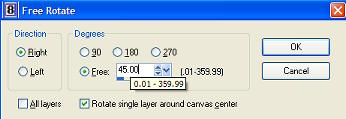 Free Rotate
Direction
Right
Left
Degrees
90 180 270
Free: 45.00 (.01-359.99)
0.01 - 359.99
All layers
Rotate single layer around canvas center
OK
Cancel